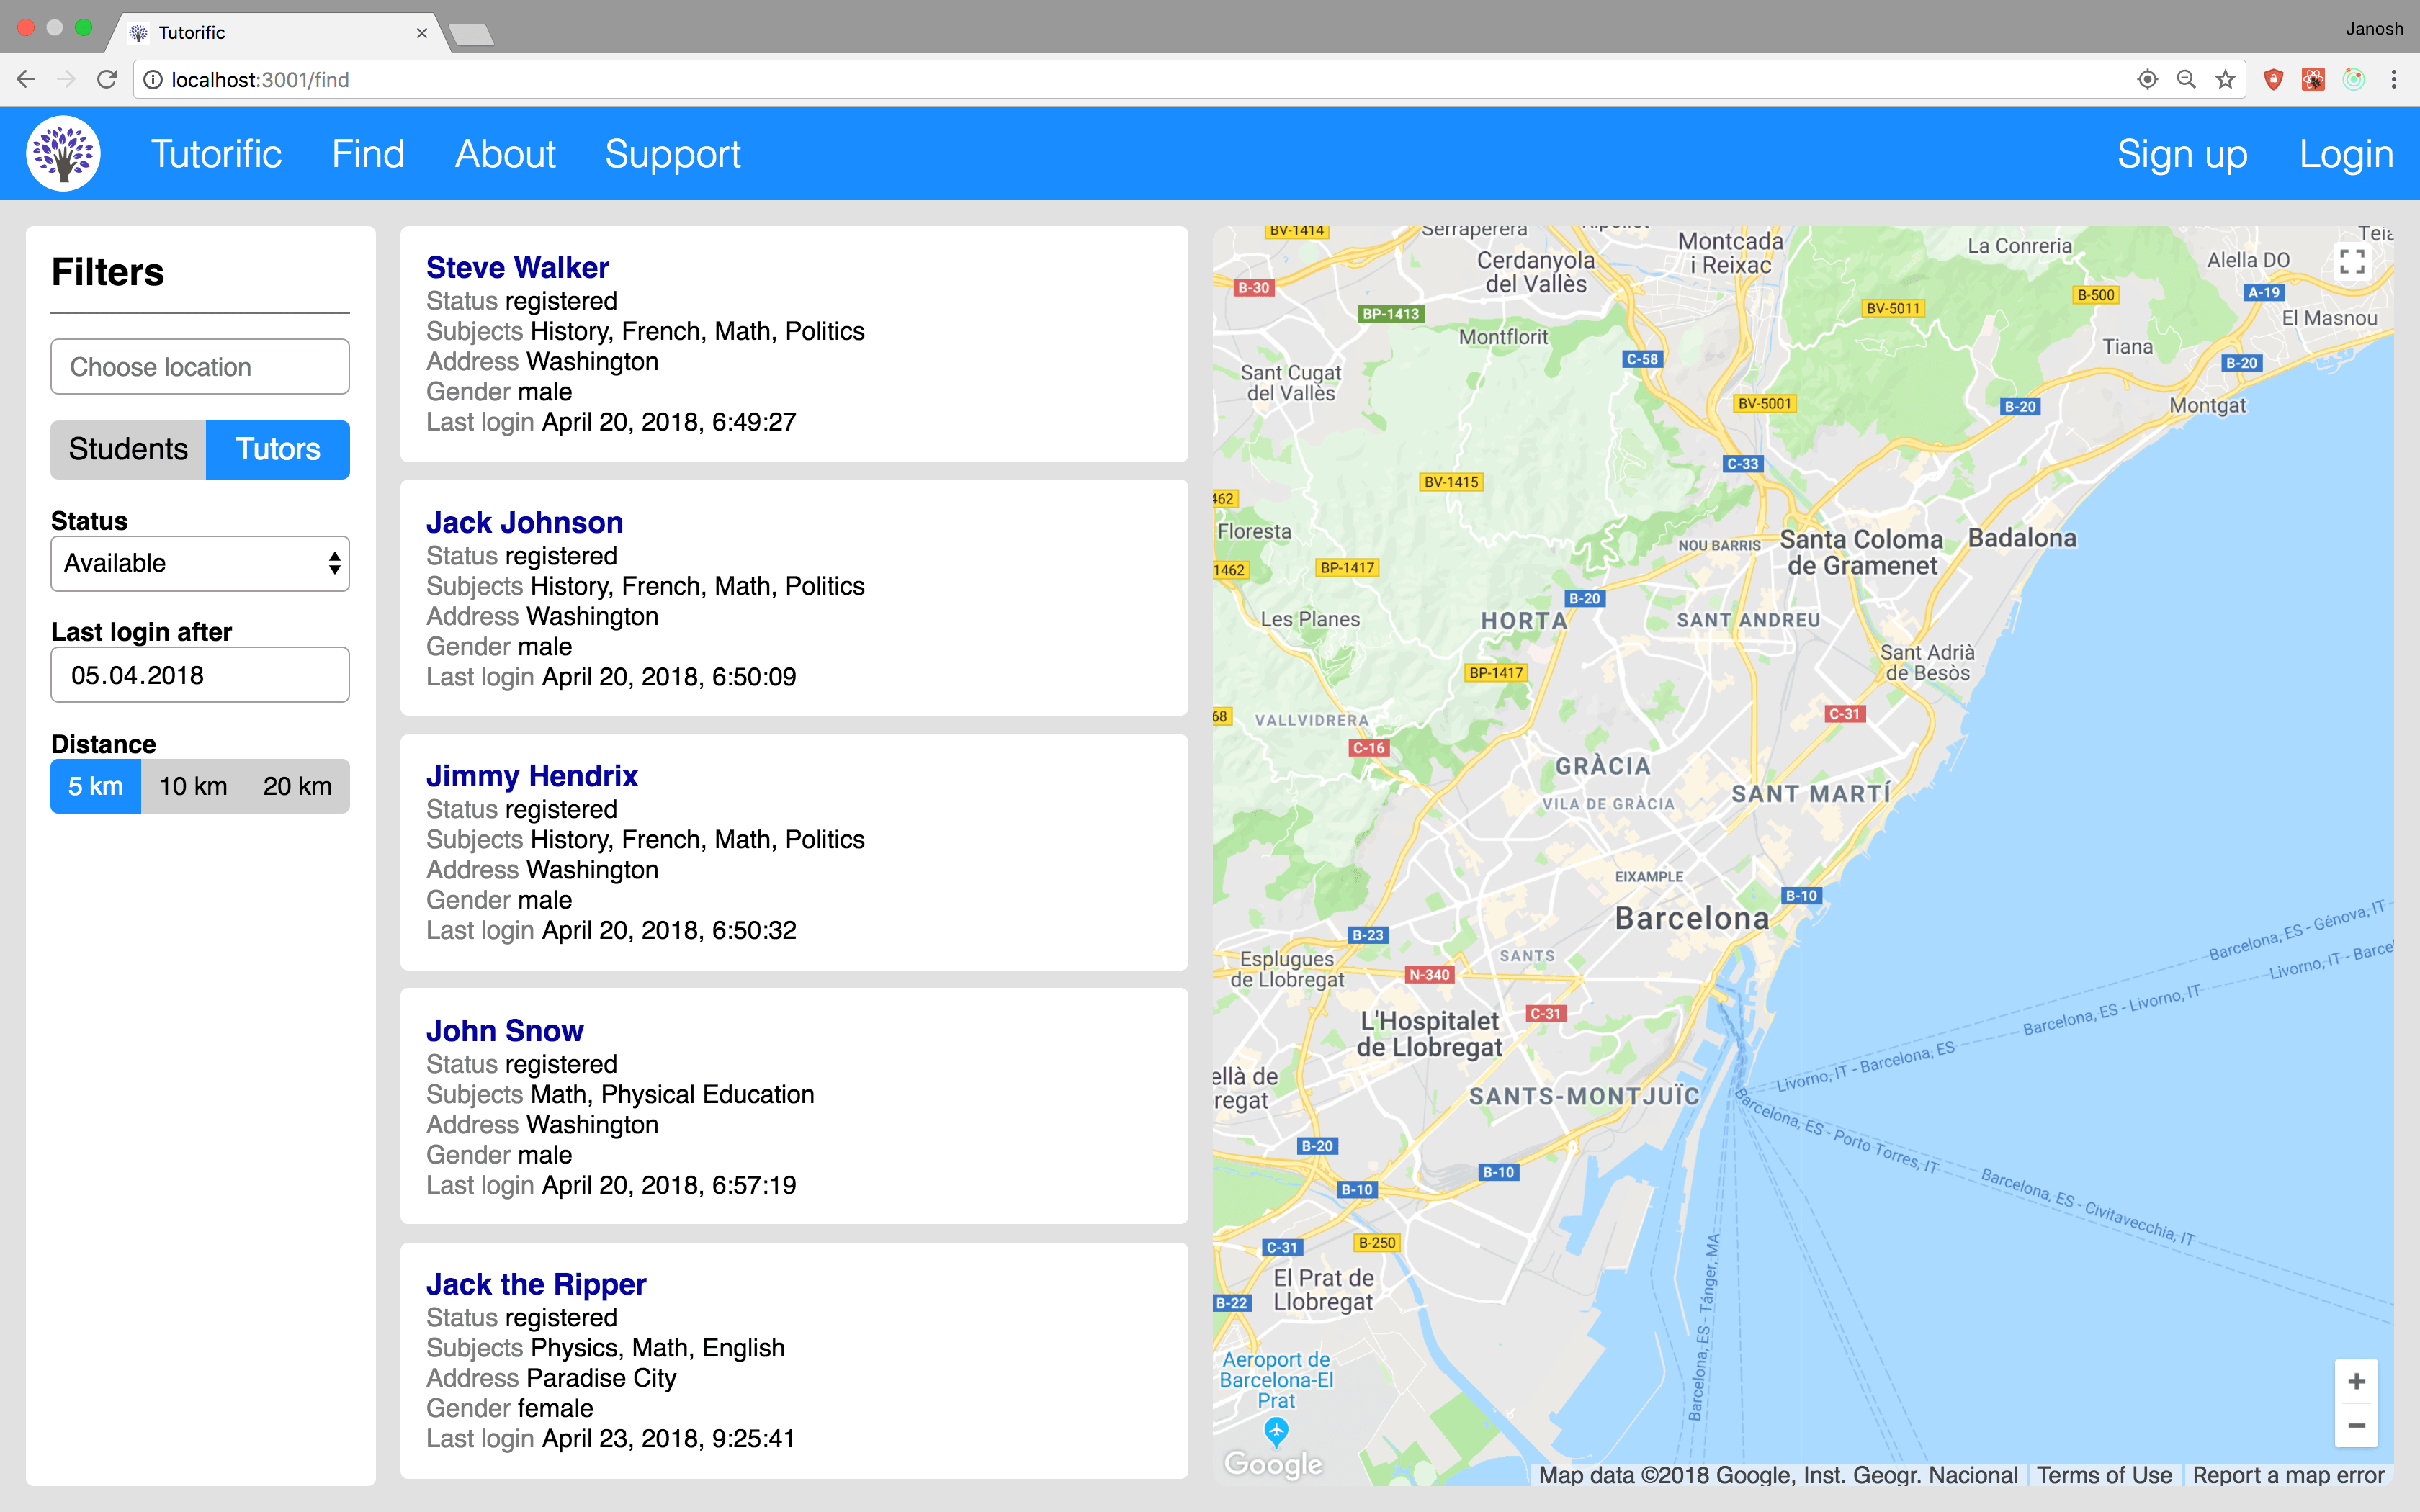 Tutorific
Janosh
localhost:3001/find
Tutorific Find About Support Sign up Login
Filters
Choose location
Students Tutors
Status
Available
Last login after
05.04.2018
Distance
5 km 10 km 20 km
Steve Walker
Status registered
Subjects History, French, Math, Politics
Address Washington
Gender male
Last login April 20, 2018, 6:49:27
Jack Johnson
Status registered
Subjects History, French, Math, Politics
Address Washington
Gender male
Last login April 20, 2018, 6:50:09
Jimmy Hendrix
Status registered
Subjects History, French, Math, Politics
Address Washington
Gender male
Last login April 20, 2018, 6:50:32
John Snow
Status registered
Subjects Math, Physical Education
Address Washington
Gender male
Last login April 20, 2018, 6:57:19
Jack the Ripper
Status registered
Subjects Physics, Math, English
Address Paradise City
Gender female
Last login April 23, 2018, 9:25:41
BV-1414
Serraperera
Montcada
i Reixac
La Conreria
Alella DO
Cerdanyola
del Vallès
B-30
BP-1413
BV-5011
B-500
A-19
El Masnou
Montflorit
C-58
Tiana
B-20
Sant Cugat
del Vallès
BV-5001
B-20
Montgat
C-33
BV-1415
462
Floresta
NOU BARRIS
Santa Coloma
de Gramenet
Badalona
1462
BP-1417
B-20
Les Planes
HORTA
SANT ANDREU
Sant Adrià
de Besòs
BP-1417
68
VALLVIDRERA
C-31
C-16
GRÀCIA
VILA DE GRÀCIA
SANT MARTÍ
EIXAMPLE
B-10
Barcelona
B-23
SANTS
Esplugues
de Llobregat
N-340
C-31
L'Hospitalet
de Llobregat
ellà de
regat
SANTS-MONTJUÏC
Barcelona, ES - Génova, IT
Livorno, IT - Barce
Barcelona, ES - Livorno, IT
Livorno, IT - Barcelona, ES
Barcelona, ES - Porto Torres, IT
Barcelona, ES - Civitavecchia, IT
Barcelona, ES - Tánger, MA
B-20
B-10
B-10
C-31
B-250
El Prat de
Llobregat
B-22
Aeroport de
Barcelona-El
Prat
Google
Map data ©2018 Google, Inst. Geogr. Nacional Terms of Use Report a map error